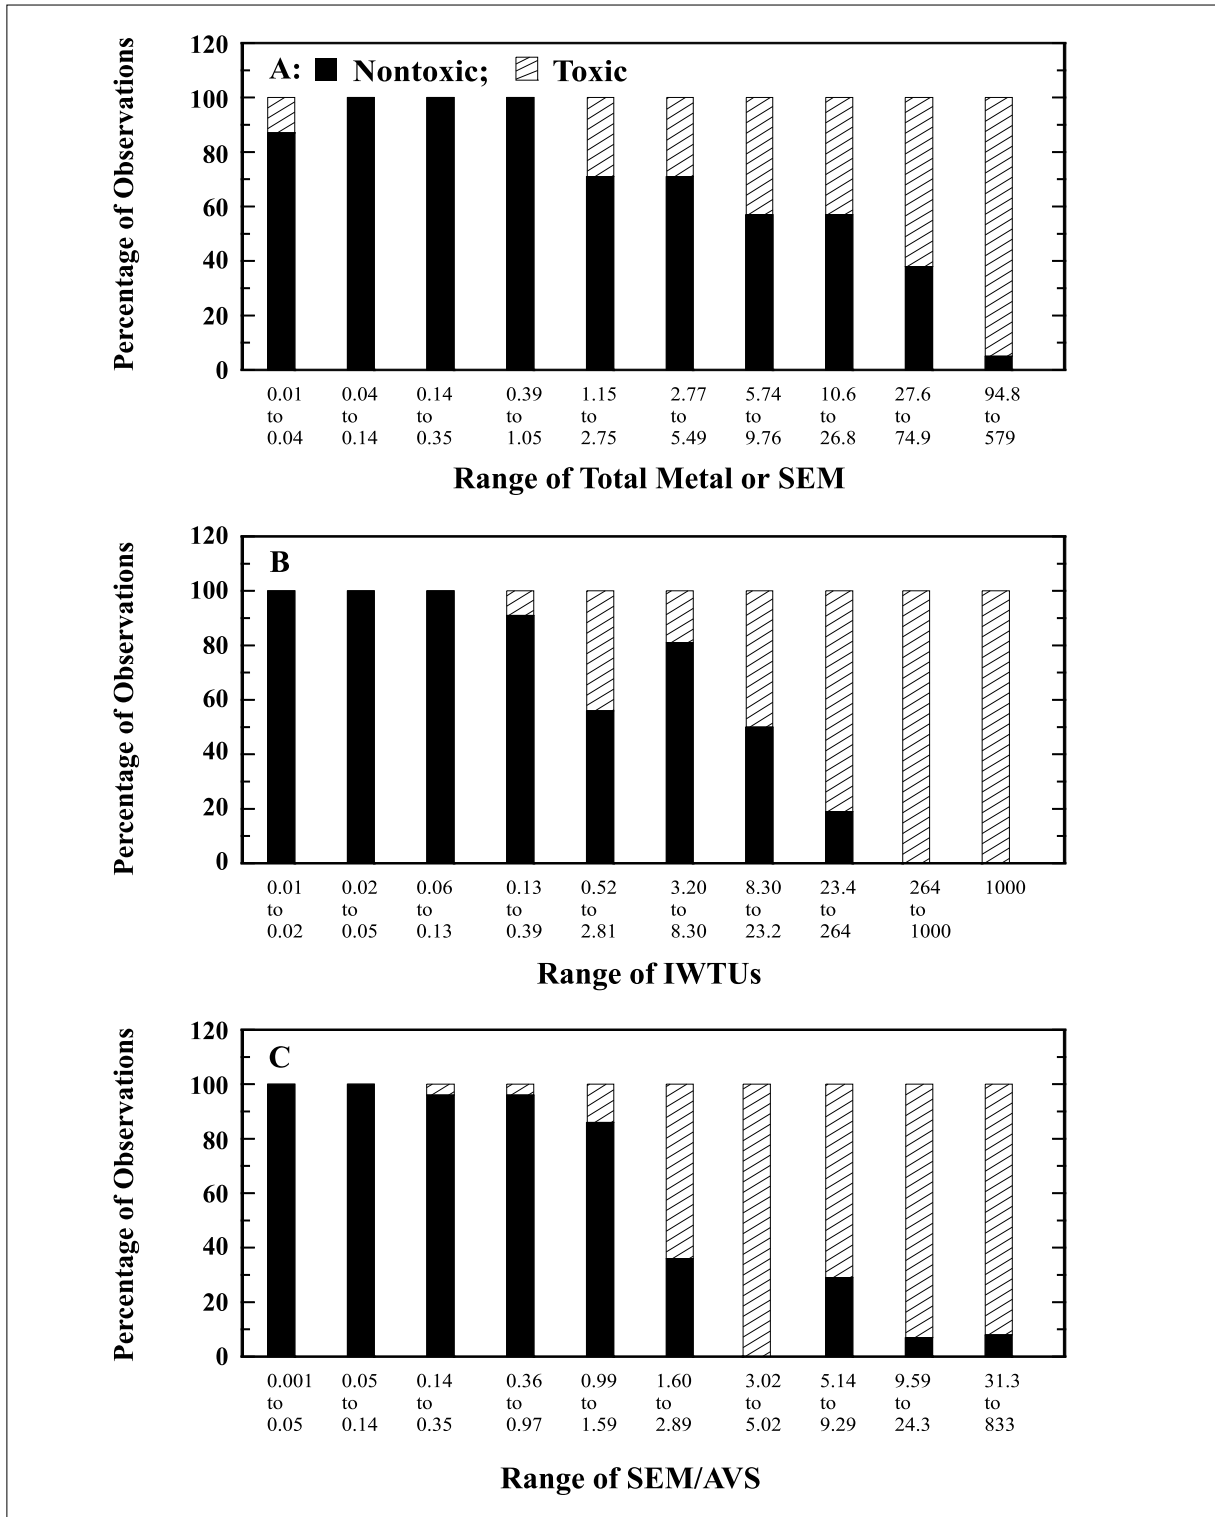 Percentage of Observations
120
100
80
60
40
20
0
A: Nontoxic; Toxic
0.01 0.04 0.14 0.39 1.15 2.77 5.74 10.6 27.6 94.8
to to to to to to to to to to
0.04 0.14 0.35 1.05 2.75 5.49 9.76 26.8 74.9 579
Range of Total Metal or SEM
Percentage of Observations
120
100
80
60
40
20
0
B
0.01 0.02 0.06 0.13 0.52 3.20 8.30 23.4 264 1000
to to to to to to to to to
0.02 0.05 0.13 0.39 2.81 8.30 23.2 264 1000
Range of IWTUs
Percentage of Observations
120
100
80
60
40
20
0
C
0.001 0.05 0.14 0.36 0.99 1.60 3.02 5.14 9.59 31.3
to to to to to to to to to to
0.05 0.14 0.35 0.97 1.59 2.89 5.02 9.29 24.3 833
Range of SEM/AVS